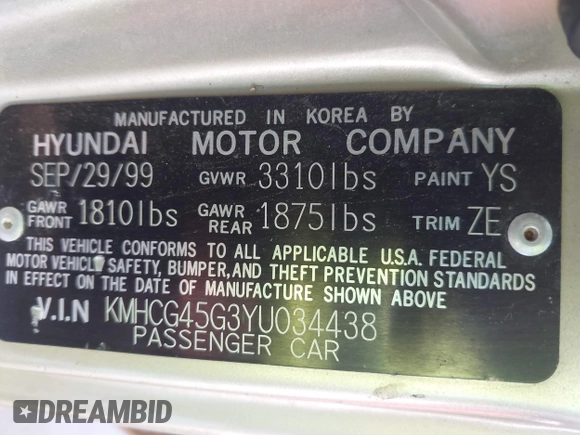 MANUFACTURED IN KOREA BY
HYUNDAI MOTOR COMPANY
SEP/29/99 GVWR 3310lbs PAINT YS
GAWR FRONT 1810lbs GAWR REAR 1875lbs TRIM ZE
THIS VEHICLE CONFORMS TO ALL APPLICABLE U.S.A. FEDERAL
MOTOR VEHICLE SAFETY, BUMPER, AND THEFT PREVENTION STANDARDS
IN EFFECT ON THE DATE OF MANUFACTURE SHOWN ABOVE
V.I.N KMHCG45G3YU034438
PASSENGER CAR
DREAMBID